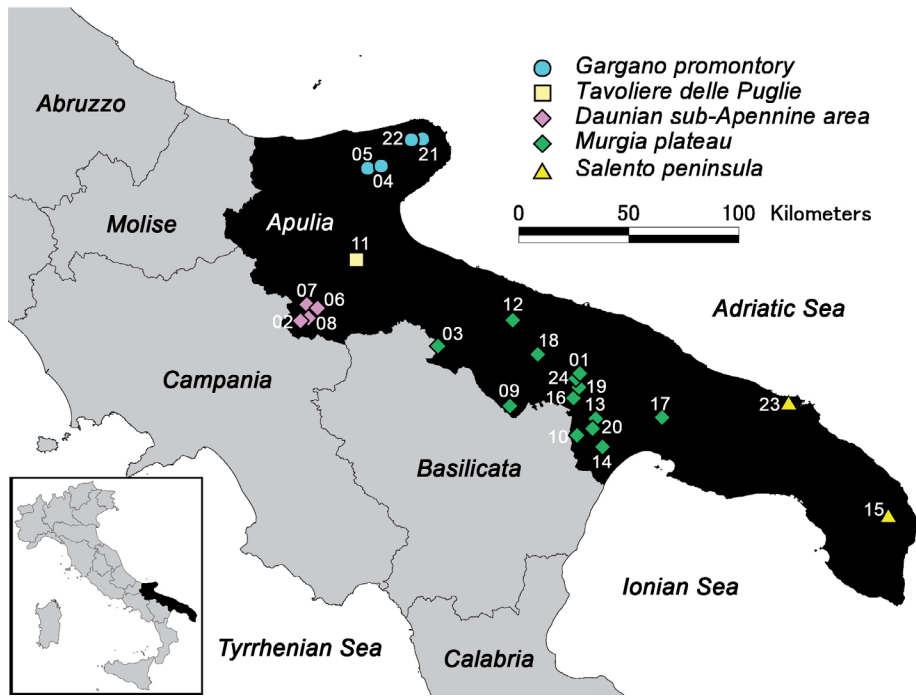 Gargano promontory
Tavoliere delle Puglie
Daunian sub-Apennine area
Murgia plateau
Salento peninsula
0 50 100 Kilometers
Abruzzo
Molise
Apulia
Campania
Basilicata
Calabria
Adriatic Sea
Ionian Sea
Tyrrhenian Sea
22
21
05
04
11
07
06
02
08
03
12
18
01
24
19
16
09
13
20
10
14
17
23
15